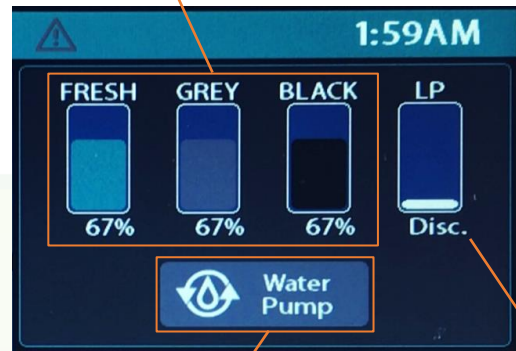 1:59AM
FRESH GREY BLACK LP
67% 67% 67% Disc.
Water
Pump